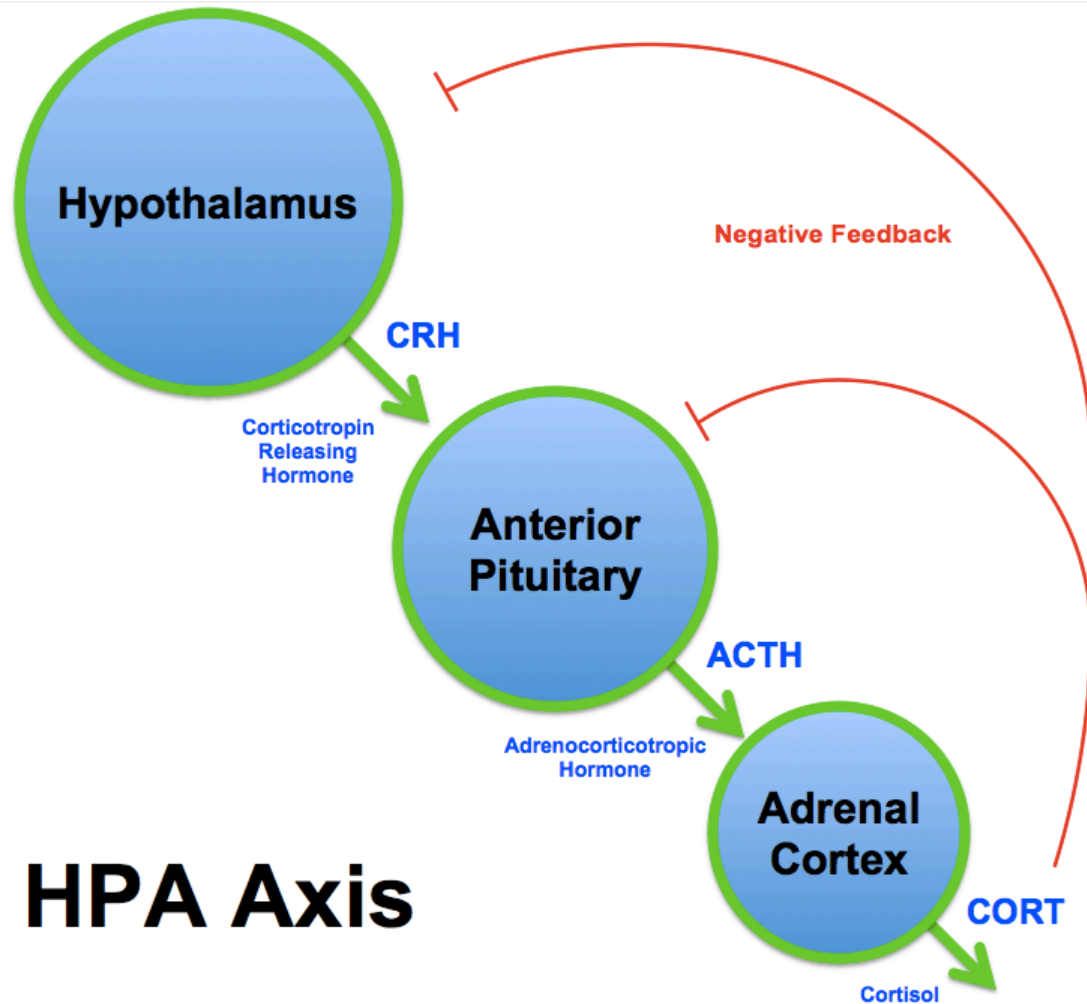 Hypothalamus
Negative Feedback
CRH
Corticotropin
Releasing
Hormone
Anterior
Pituitary
ACTH
Adrenocorticotropic
Hormone
Adrenal
Cortex
HPA Axis
CORT
Cortisol